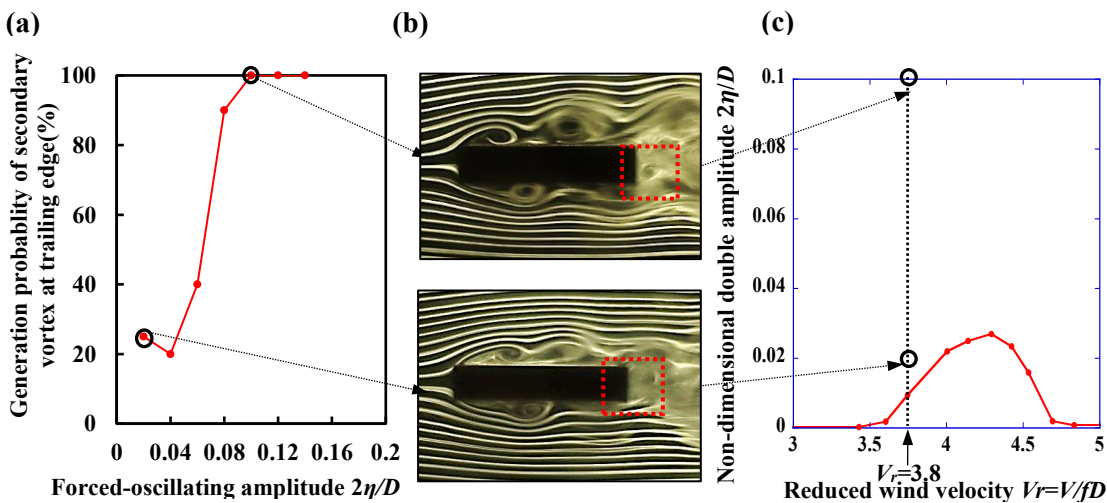 (a)
(b)
(c)
Generation probablity of secondary
vortex at trailing edge(%)
100
80
60
40
20
0
0
0.04
0.08
0.12
0.16
0.2
Forced-oscillating amplitude 2η/D
Non-dimensional double amplitude 2η/D
0.1
0.08
0.06
0.04
0.02
0
3
3.5
4
4.5
5
Vr=3.8
Reduced wind velocity Vr=V/fD